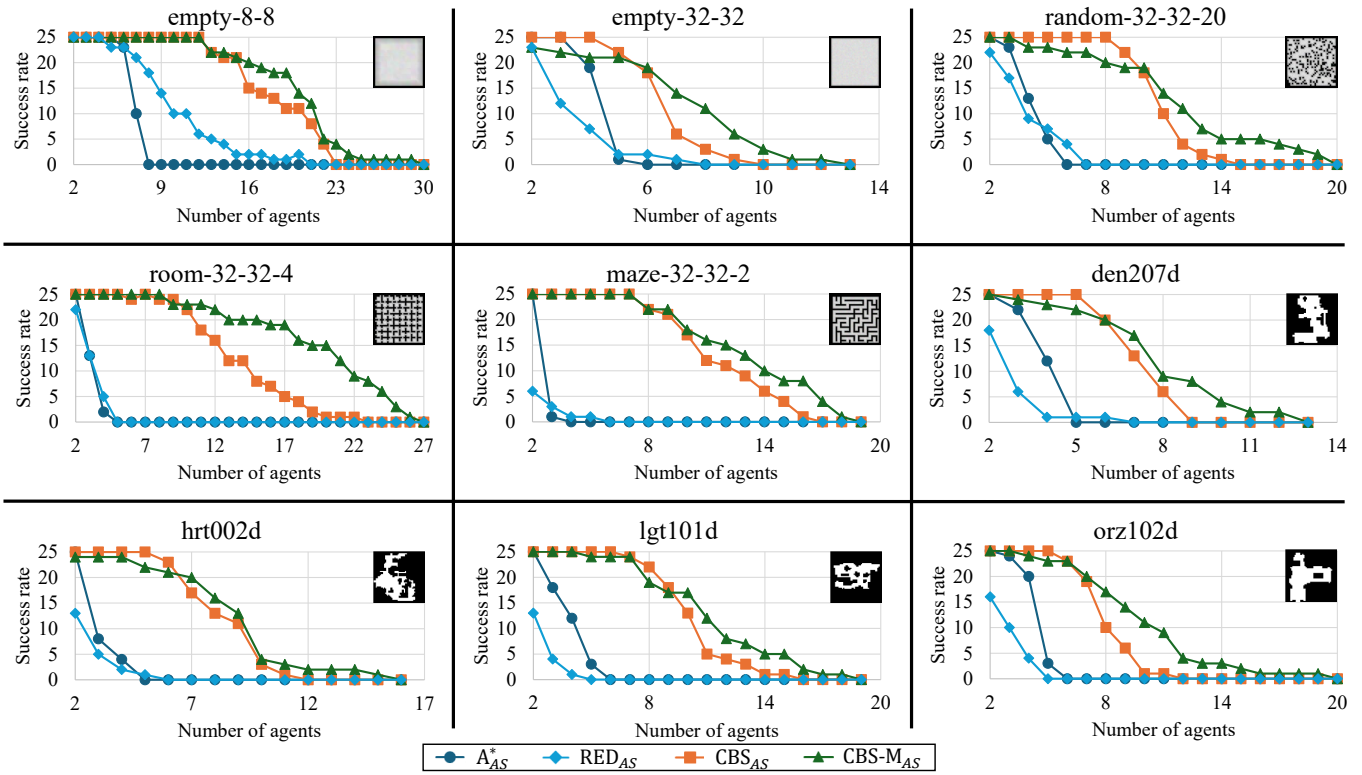 empty-8-8
25
20
15
10
5
0
Success rate
2 9 16 23 30
Number of agents
empty-32-32
25
20
15
10
5
0
Success rate
2 6 10 14
Number of agents
random-32-32-20
25
20
15
10
5
0
Success rate
2 8 14 20
Number of agents
room-32-32-4
25
20
15
10
5
0
Success rate
2 7 12 17 22 27
Number of agents
maze-32-32-2
25
20
15
10
5
0
Success rate
2 8 14 20
Number of agents
den207d
25
20
15
10
5
0
Success rate
2 5 8 11 14
Number of agents
hrt002d
25
20
15
10
5
0
Success rate
2 7 12 17
Number of agents
lgt101d
25
20
15
10
5
0
Success rate
2 8 14 20
Number of agents
orz102d
25
20
15
10
5
0
Success rate
2 8 14 20
Number of agents
A*AS REDAS CBSAS CBS-MAS